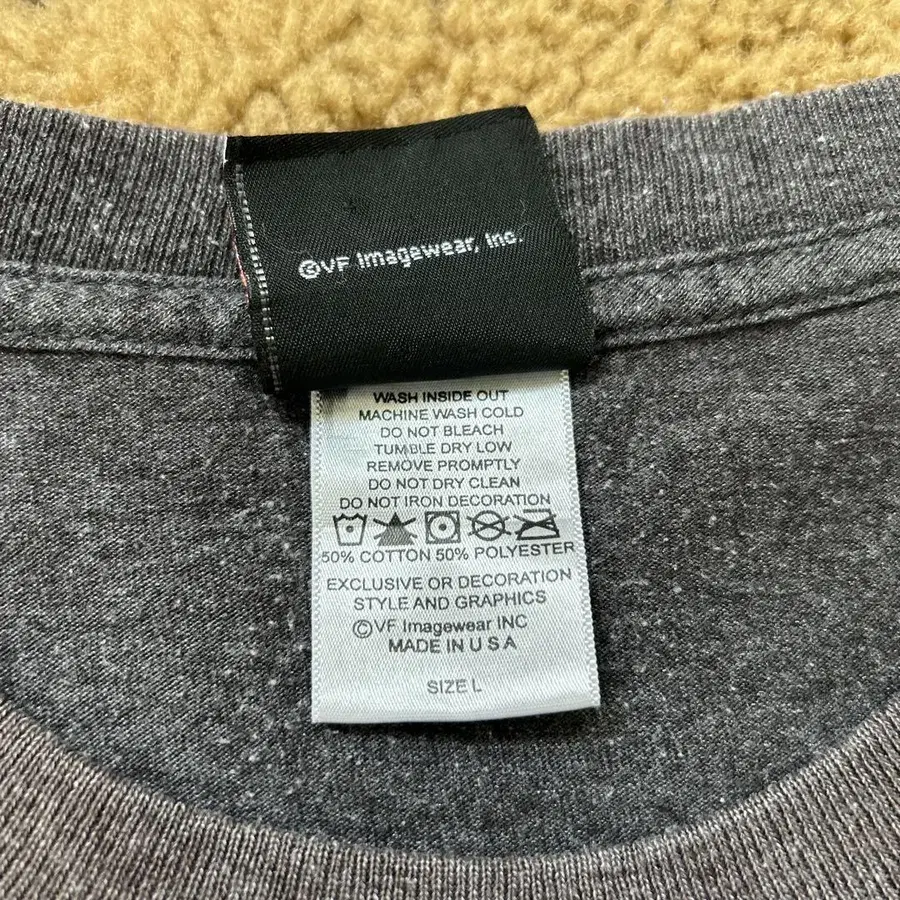 ©VF Imagewear, Inc.
WASH INSIDE OUT
MACHINE WASH COLD
DO NOT BLEACH
TUMBLE DRY LOW
REMOVE PROMPTLY
DO NOT DRY CLEAN
DO NOT IRON DECORATION
50% COTTON 50% POLYESTER
EXCLUSIVE OR DECORATION
STYLE AND GRAPHICS
©VF Imagewear INC
MADE IN U S A
SIZE L